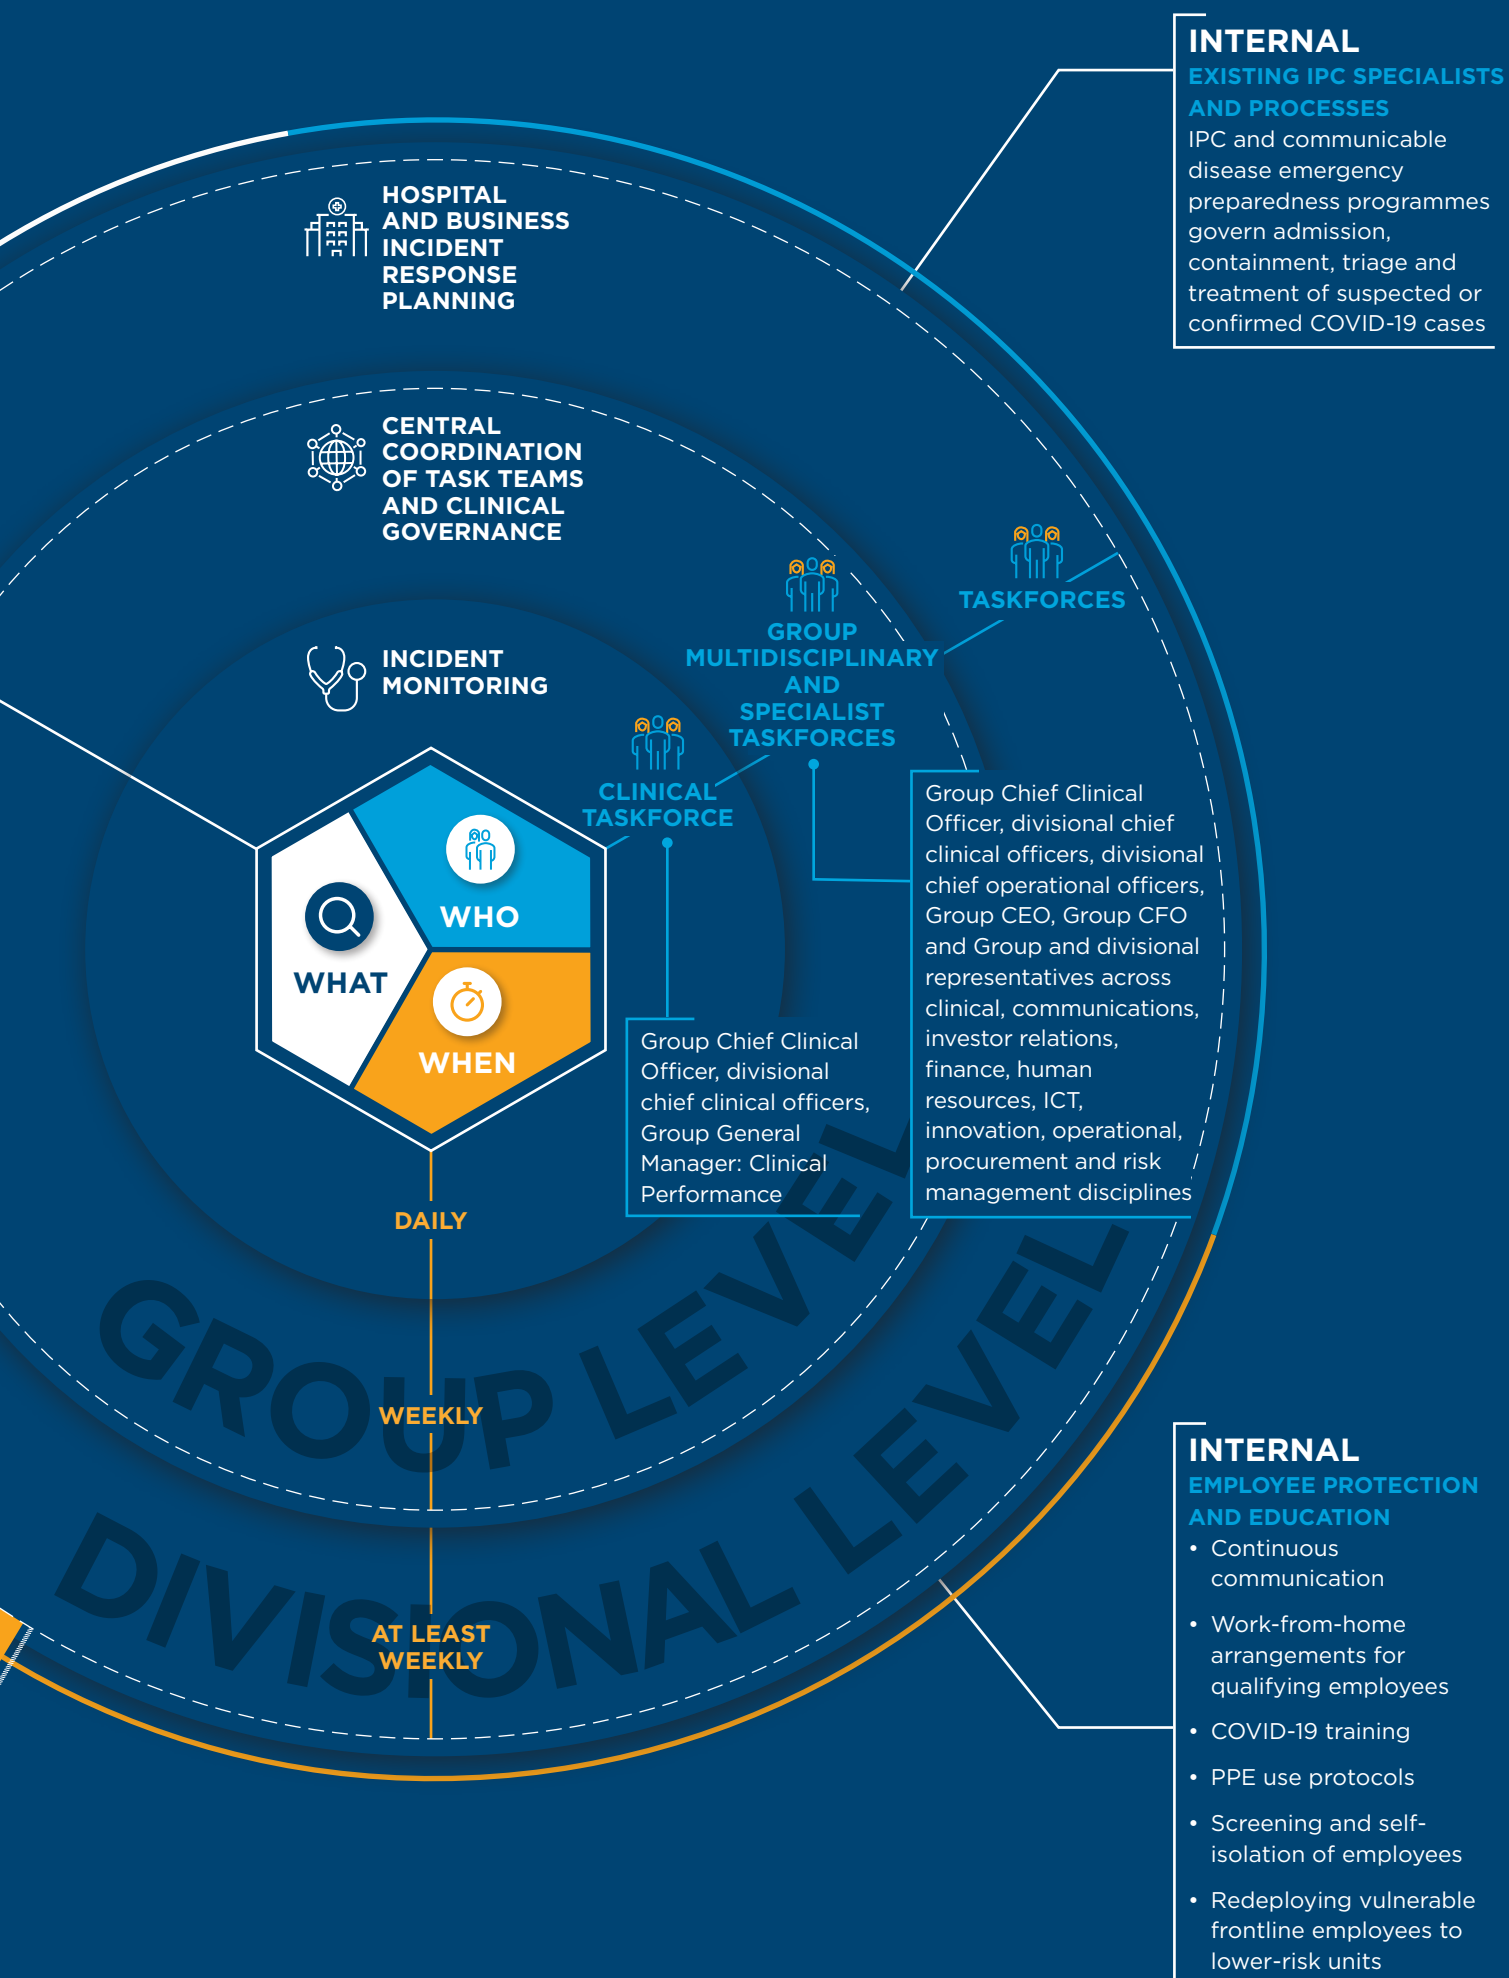 INTERNAL
EXISTING IPC SPECIALISTS
AND PROCESSES
IPC and communicable
disease emergency
preparedness programmes
govern admission,
containment, triage and
treatment of suspected or
confirmed COVID-19 cases
HOSPITAL
AND BUSINESS
INCIDENT
RESPONSE
PLANNING
CENTRAL
COORDINATION
OF TASK TEAMS
AND CLINICAL
GOVERNANCE
INCIDENT
MONITORING
TASKFORCES
GROUP
MULTIDISCIPLINARY
AND
SPECIALIST
TASKFORCES
CLINICAL
TASKFORCE
WHO
WHAT
WHEN
Group Chief Clinical
Officer, divisional chief
clinical officers, divisional
chief operational officers,
Group CEO, Group CFO
and Group and divisional
representatives across
clinical, communications,
investor relations,
finance, human
resources, ICT,
innovation, operational,
procurement and risk
management disciplines
Group Chief Clinical
Officer, divisional
chief clinical officers,
Group General
Manager: Clinical
Performance
DAILY
GROUP LEVEL
WEEKLY
DIVISIONAL LEVEL
AT LEAST
WEEKLY
INTERNAL
EMPLOYEE PROTECTION
AND EDUCATION
• Continuous
communication
• Work-from-home
arrangements for
qualifying employees
• COVID-19 training
• PPE use protocols
• Screening and self-
isolation of employees
• Redeploying vulnerable
frontline employees to
lower-risk units